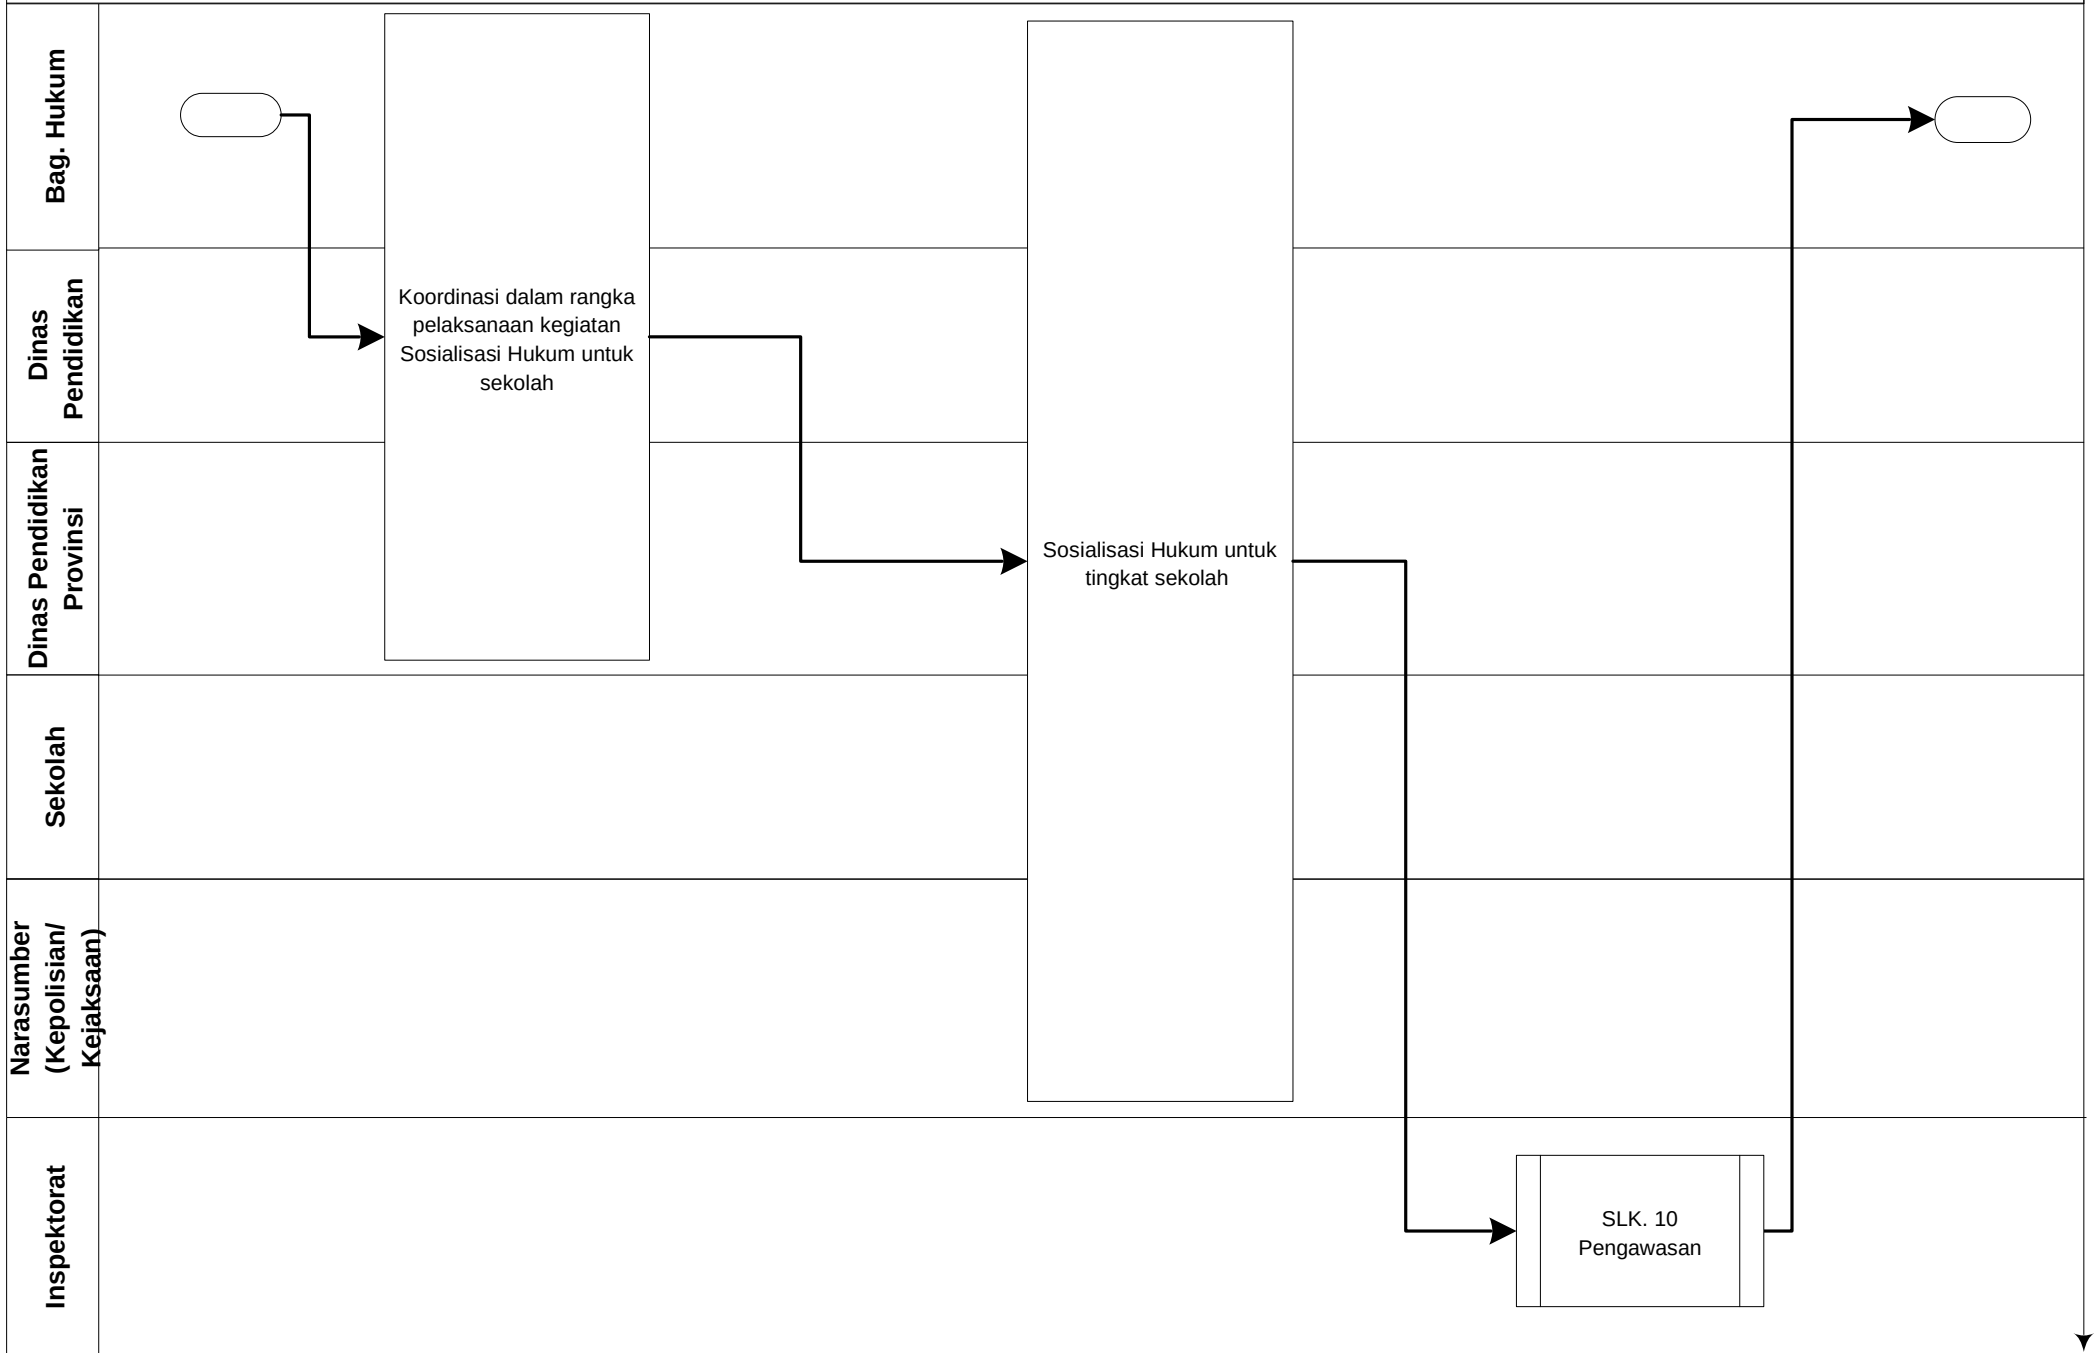 Bag. Hukum
Koordinasi dalam rangka
pelaksanaan kegiatan
Sosialisasi Hukum untuk
sekolah
Dinas
Pendidikan
Dinas Pendidikan
Provinsi
Sosialisasi Hukum untuk
tingkat sekolah
Sekolah
Narasumber
(Kepolisian/
Kejaksaan)
Inspektorat
SLK. 10
Pengawasan